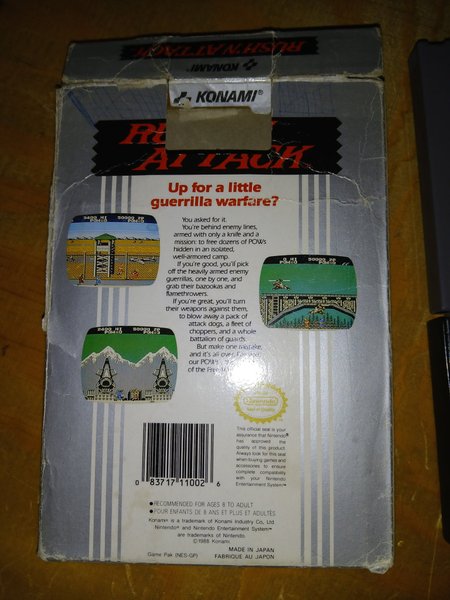 RUSH'N ATTACK
KONAMI®
KONAMI®
ATTACK
Up for a little
guerrilla warfare?
You asked for it.
You're behind enemy lines,
armed with only a knife and a
mission: to free dozens of POWs
hidden in an isolated,
well-armored camp.
If you're good, you'll pick
off the heavily armed enemy
guerrillas, one by one, and
grab their bazookas and
flamethrowers.
If you're great, you'll turn
their weapons against them,
to blow away a pack of
attack dogs, a fleet of
choppers, and a whole
battalion of guards.
But make one mistake,
and it's all over. For
our POWs
of the
Nintendo
Seal of Quality
This official seal is your
assurance that Nintendo®
has approved the
quality of this product.
Always look for this seal
when buying games and
accessories to ensure
complete compatibility
with your Nintendo
Entertainment System™
0 83717 11002 6
• RECOMMENDED FOR AGES 8 TO ADULT
• POUR ENFANTS DE 8 ANS ET PLUS ET ADULTES
Konami® is a trademark of Konami Industry Co., Ltd.
Nintendo® and Nintendo Entertainment System™
are trademarks of Nintendo.
©1988 Konami.
MADE IN JAPAN
Game Pak (NES-GP) FABRIQUE AU JAPON